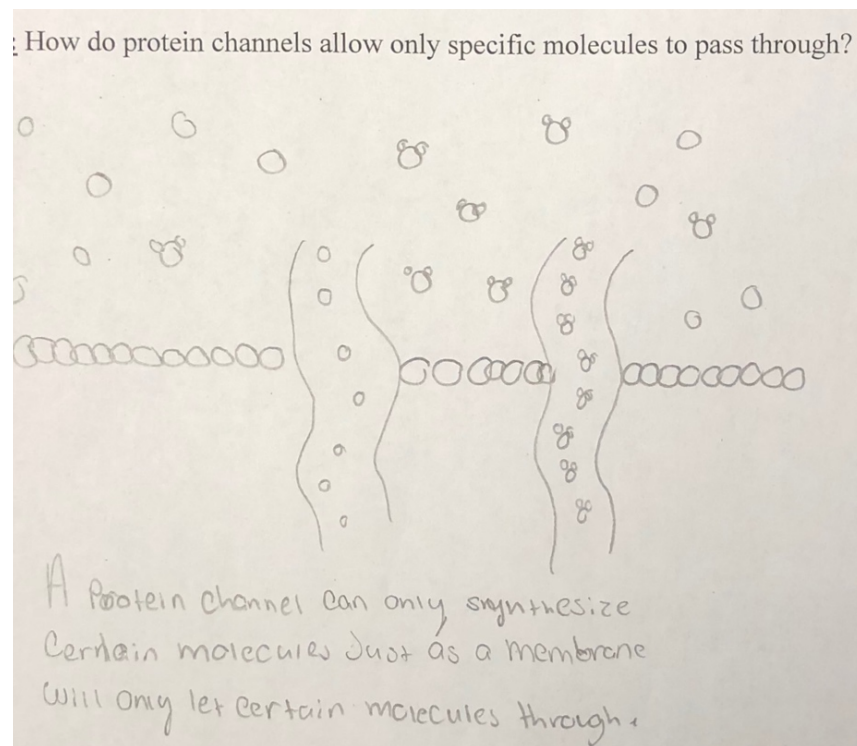 : How do protein channels allow only specific molecules to pass through?
A Protein channel can only synthesize
Certain molecules Just as a membrane
will only let certain molecules through.